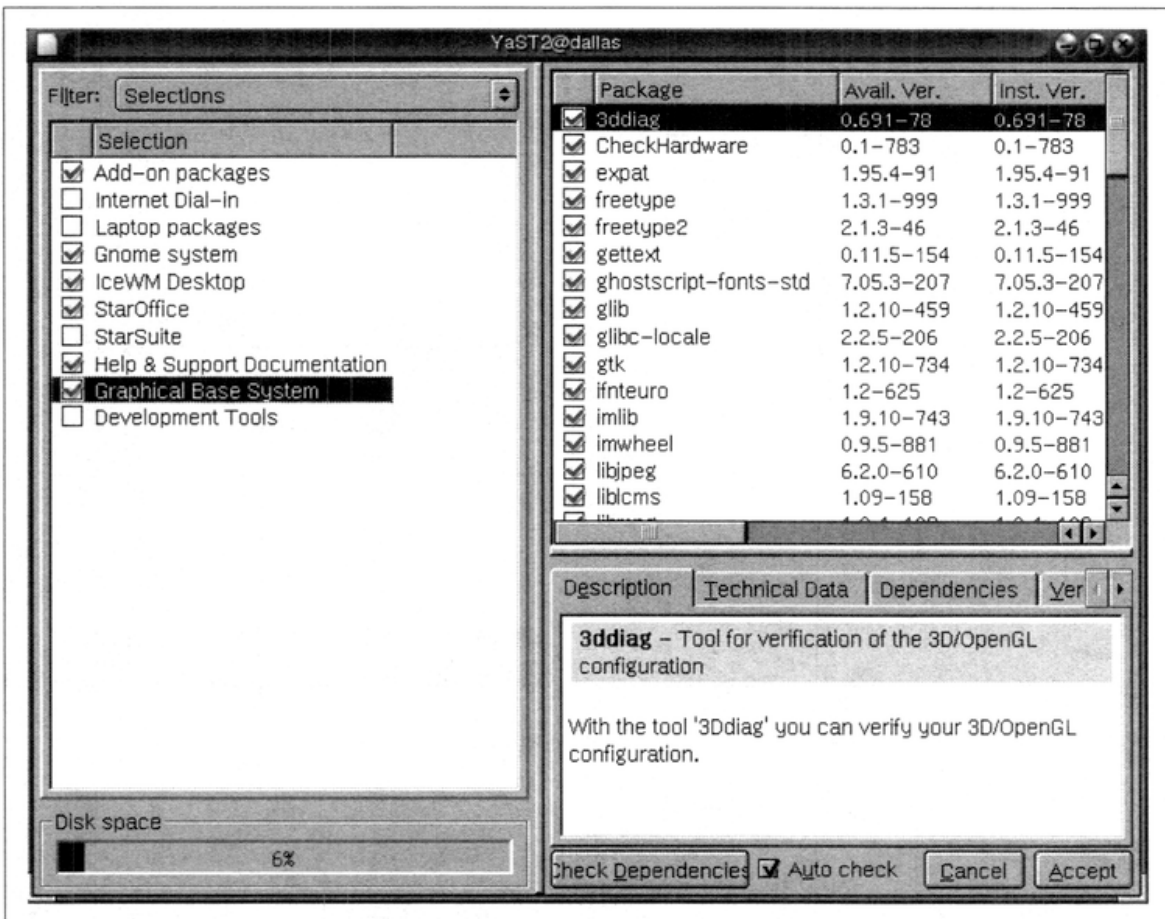 YaST2@dallas
Filter: Selections
Selection
Add-on packages
Internet Dial-in
Laptop packages
Gnome system
IceWM Desktop
StarOffice
StarSuite
Help & Support Documentation
Graphical Base System
Development Tools
Disk space
6%
Package Avail. Ver. Inst. Ver.
3ddiag 0.691-78 0.691-78
CheckHardware 0.1-783 0.1-783
expat 1.95.4-91 1.95.4-91
freetype 1.3.1-999 1.3.1-999
freetype2 2.1.3-46 2.1.3-46
gettext 0.11.5-154 0.11.5-154
ghostscript-fonts-std 7.05.3-207 7.05.3-207
glib 1.2.10-459 1.2.10-459
glibc-locale 2.2.5-206 2.2.5-206
gtk 1.2.10-734 1.2.10-734
ifnteuro 1.2-625 1.2-625
imlib 1.9.10-743 1.9.10-743
imwheel 0.9.5-881 0.9.5-881
libjpeg 6.2.0-610 6.2.0-610
liblcms 1.09-158 1.09-158
Description Technical Data Dependencies Ver
3ddiag – Tool for verification of the 3D/OpenGL
configuration
With the tool '3Ddiag' you can verify your 3D/OpenGL
configuration.
Check Dependencies Auto check Cancel Accept